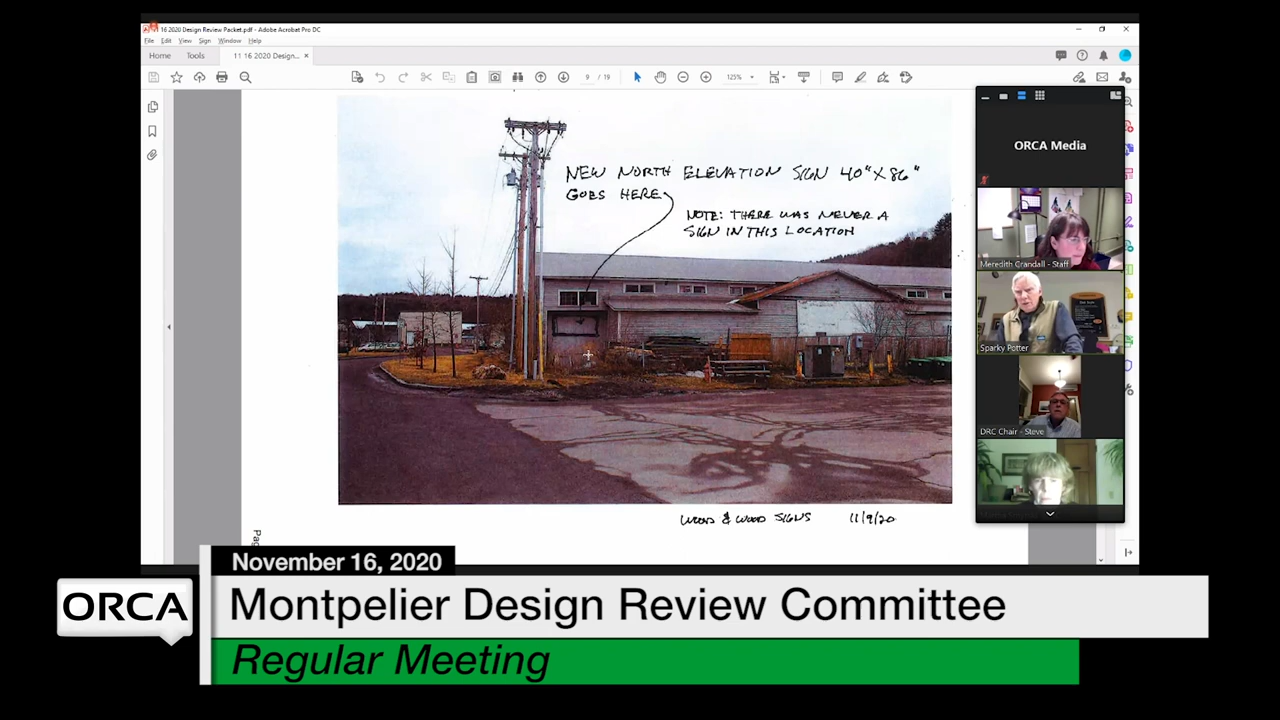 11 16 2020 Design Review Packet.pdf - Adobe Acrobat Pro DC
File Edit View Sign Window Help
Home Tools 11 16 2020 Design... ×
9 / 19
125%
NEW NORTH ELEVATION SIGN 40" X 86"
GOES HERE
NOTE: THERE WAS NEVER A
SIGN IN THIS LOCATION
WOOD & WOOD SIGNS 11/9/20
ORCA Media
Meredith Crandall - Staff
Sparky Potter
DRC Chair - Steve
November 16, 2020
ORCA
Montpelier Design Review Committee
Regular Meeting